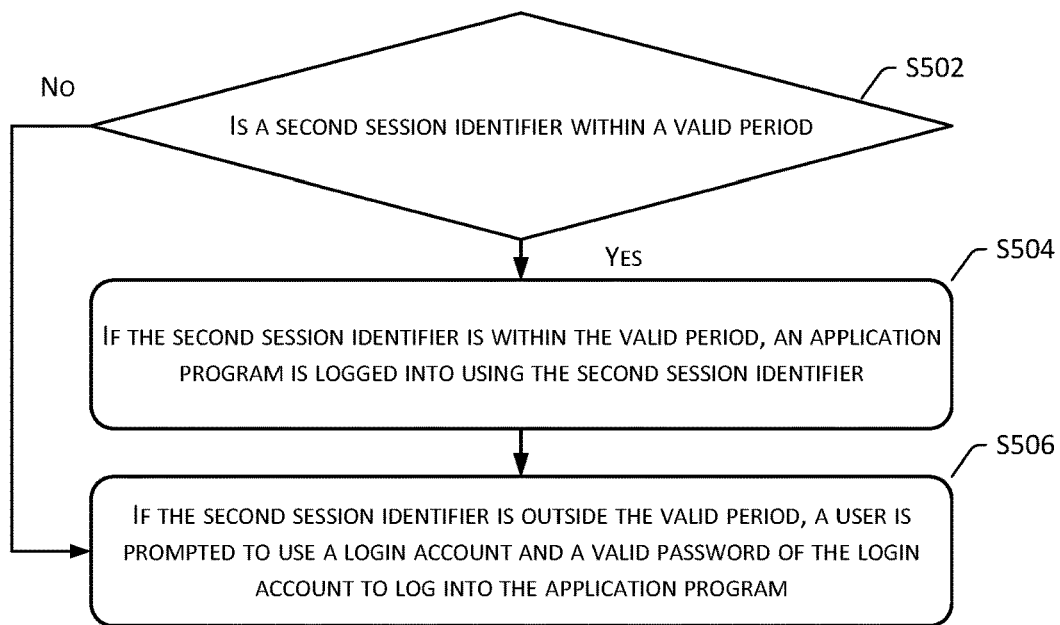 NO
S502
IS A SECOND SESSION IDENTIFIER WITHIN A VALID PERIOD
YES
S504
IF THE SECOND SESSION IDENTIFIER IS WITHIN THE VALID PERIOD, AN APPLICATION
PROGRAM IS LOGGED INTO USING THE SECOND SESSION IDENTIFIER
S506
IF THE SECOND SESSION IDENTIFIER IS OUTSIDE THE VALID PERIOD, A USER IS
PROMPTED TO USE A LOGIN ACCOUNT AND A VALID PASSWORD OF THE LOGIN
ACCOUNT TO LOG INTO THE APPLICATION PROGRAM